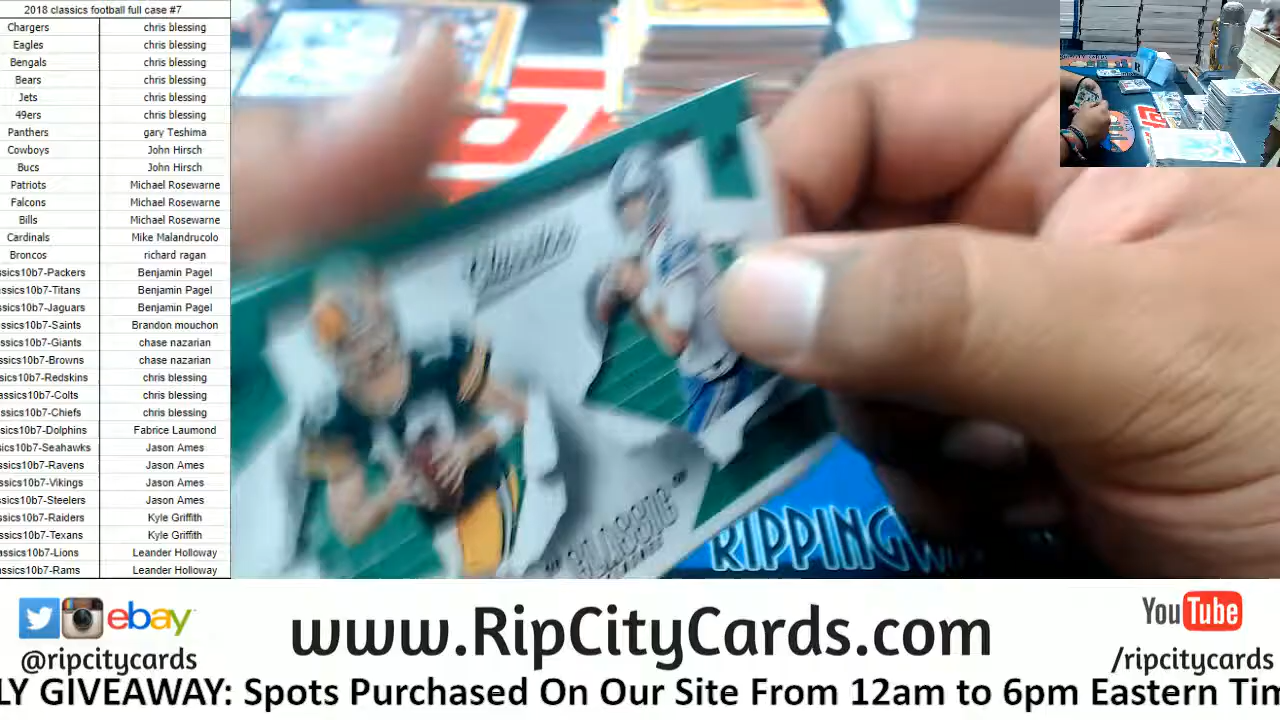 2018 classics football full case #7
Chargers chris blessing
Eagles chris blessing
Bengals chris blessing
Bears chris blessing
Jets chris blessing
49ers chris blessing
Panthers gary Teshima
Cowboys John Hirsch
Bucs John Hirsch
Patriots Michael Rosewarne
Falcons Michael Rosewarne
Bills Michael Rosewarne
Cardinals Mike Malandrucolo
Broncos richard ragan
assics10b7-Packers Benjamin Pagel
ssics10b7-Titans Benjamin Pagel
ssics10b7-Jaguars Benjamin Pagel
ssics10b7-Saints Brandon mouchon
ssics10b7-Giants chase nazarian
ssics10b7-Browns chase nazarian
ssics10b7-Redskins chris blessing
assics10b7-Colts chris blessing
ssics10b7-Chiefs chris blessing
ssics10b7-Dolphins Fabrice Laumond
sics10b7-Seahawks Jason Ames
ssics10b7-Ravens Jason Ames
ssics10b7-Vikings Jason Ames
ssics10b7-Steelers Jason Ames
ssics10b7-Raiders Kyle Griffith
ssics10b7-Texans Kyle Griffith
assics10b7-Lions Leander Holloway
assics10b7-Rams Leander Holloway
Classics
CLASSIC
RIPPING
ebay
@ripcitycards
www.RipCityCards.com
YouTube
/ripcitycards
LY GIVEAWAY: Spots Purchased On Our Site From 12am to 6pm Eastern Tim